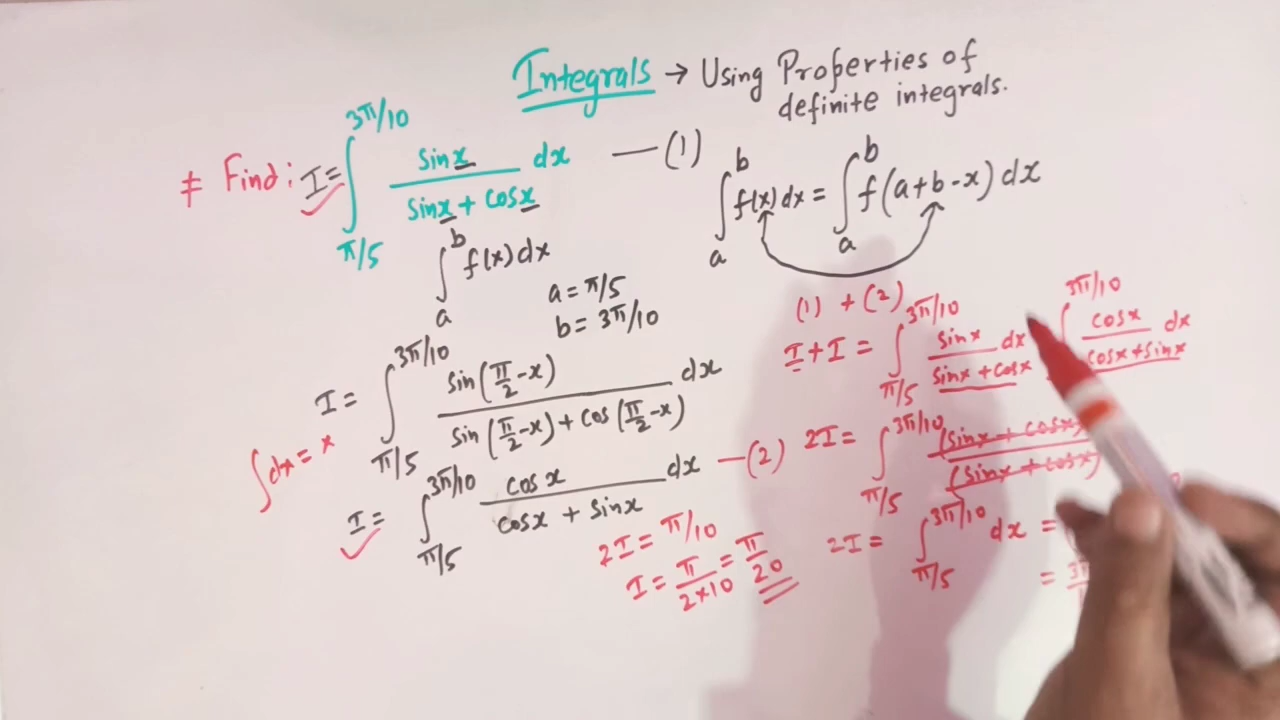 Integrals → Using Properties of
definite integrals.
≠ Find: I = ∫_{π/5}^{3π/10} sinx / (sinx + cosx) dx —(1)
∫_a^b f(x)dx = ∫_a^b f(a+b-x)dx
∫_a^b f(x)dx
a = π/5
b = 3π/10
I = ∫_{π/5}^{3π/10} sin(π/2 - x) / (sin(π/2 - x) + cos(π/2 - x)) dx
∫dx = x
I = ∫_{π/5}^{3π/10} cosx / (cosx + sinx) dx —(2)
(1) + (2)
I + I = ∫_{π/5}^{3π/10} sinx / (sinx + cosx) dx ∫ ^{3π/10} cosx / (cosx + sinx) dx
2I = ∫_{π/5}^{3π/10} (sinx + cosx) / (sinx + cosx)
2I = ∫_{π/5}^{3π/10} dx =
=
2I = π/10
I = π / (2×10) = π/20